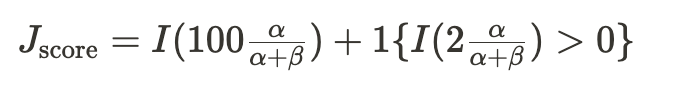 J_score = I(100 α/(α+β)) + 1{I(2 α/(α+β)) > 0}